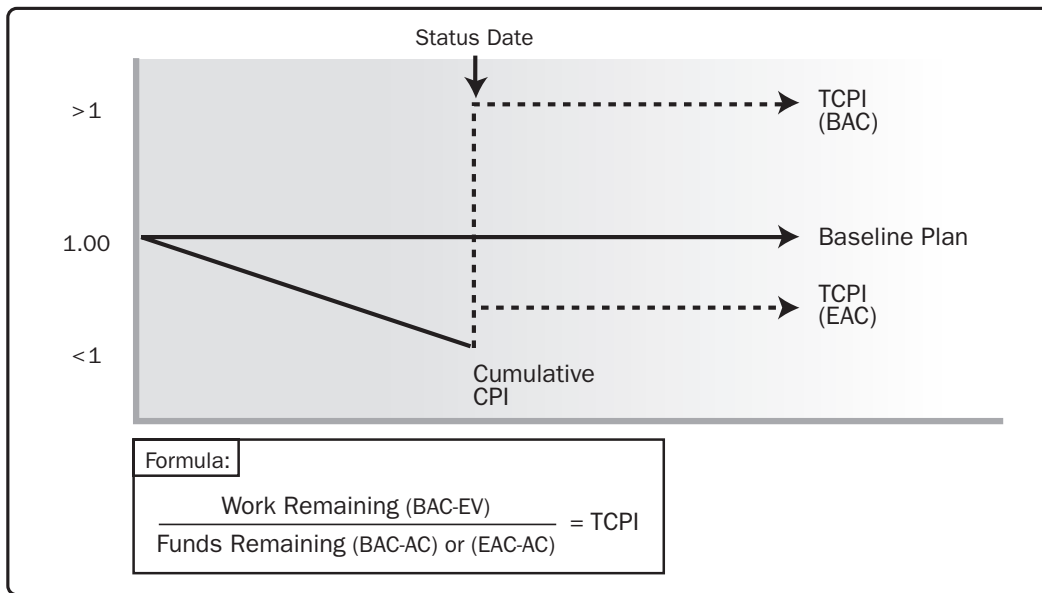 Status Date
>1
TCPI
(BAC)
1.00
Baseline Plan
TCPI
(EAC)
<1
Cumulative
CPI
Formula:
Work Remaining (BAC-EV)
Funds Remaining (BAC-AC) or (EAC-AC)
= TCPI